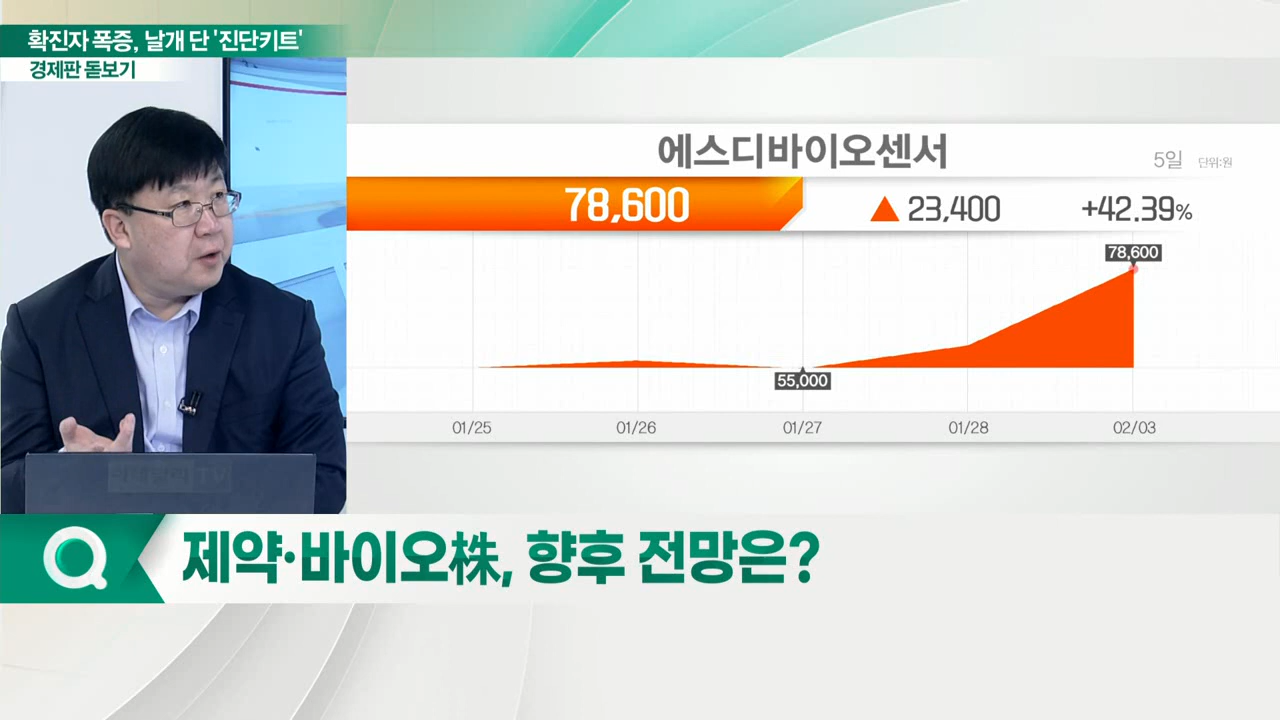 확진자 폭증, 날개 단 '진단키트'
경제판 돋보기
에스디바이오센서
5일 단위:원
78,600 ▲ 23,400 +42.39%
78,600
55,000
01/25 01/26 01/27 01/28 02/03
제약·바이오株, 향후 전망은?